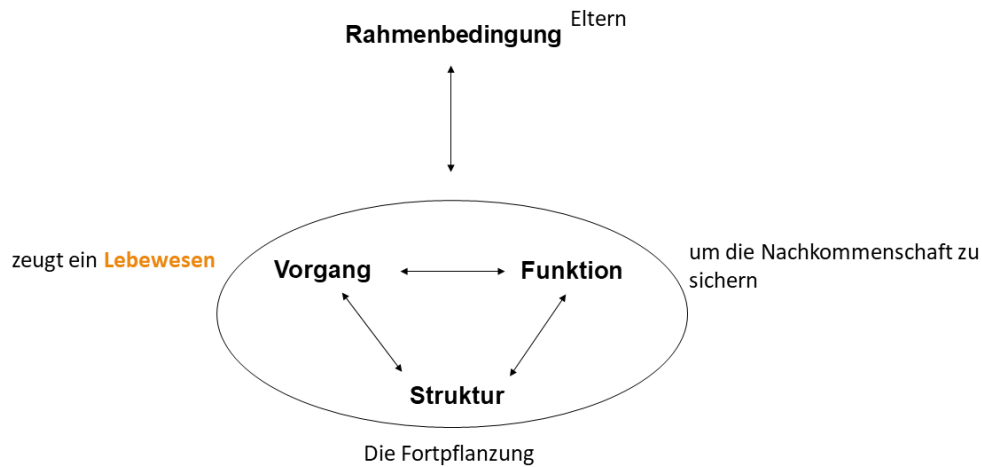 Eltern
Rahmenbedingung
zeugt ein Lebewesen
Vorgang
Funktion
um die Nachkommenschaft zu
sichern
Struktur
Die Fortpflanzung